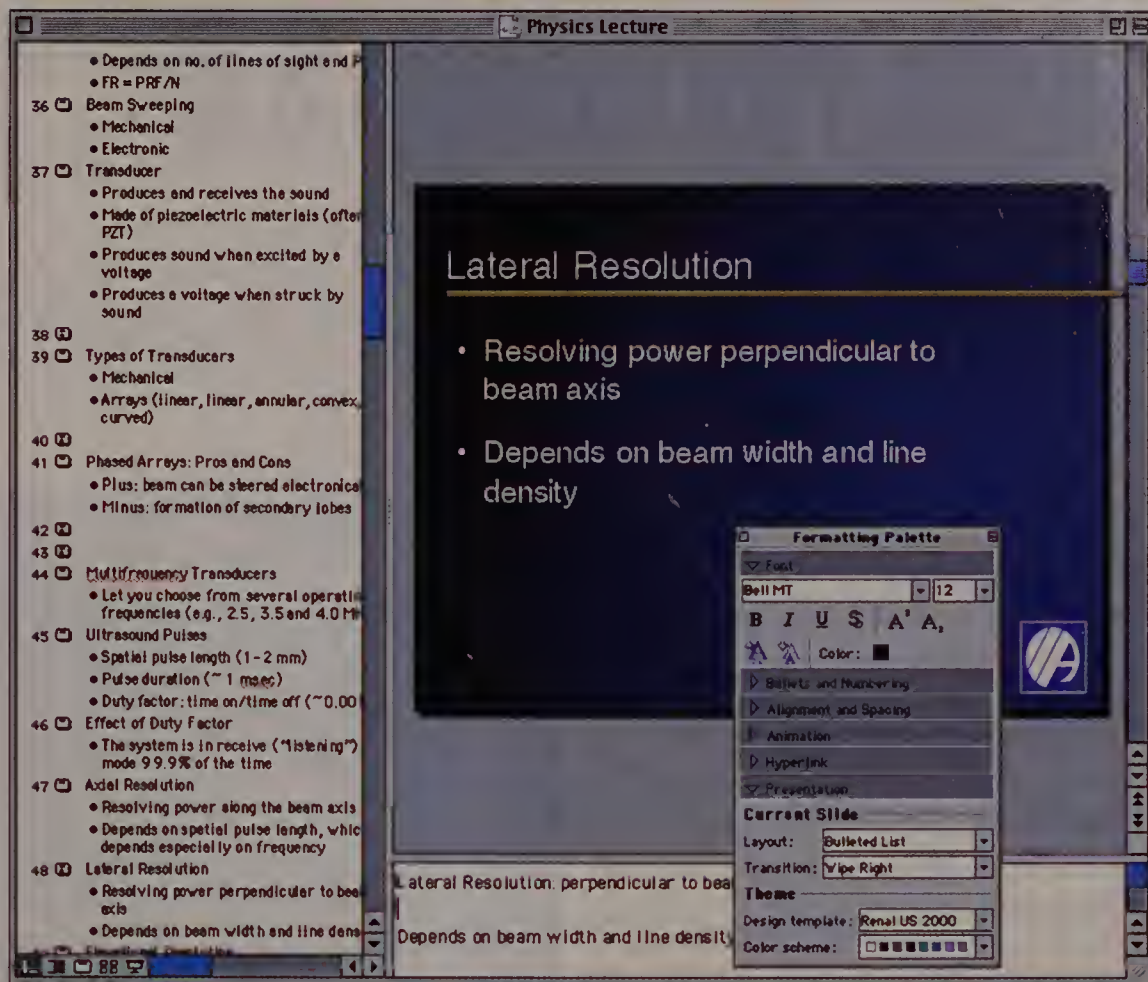 Physics Lecture
• Depends on no. of lines of sight and P
• FR = PRF/N
36 Beam Sweeping
• Mechanical
• Electronic
37 Transducer
• Produces and receives the sound
• Made of piezoelectric materials (often
PZT)
• Produces sound when excited by a
voltage
• Produces a voltage when struck by
sound
38
39 Types of Transducers
• Mechanical
• Arrays (linear, linear, annular, convex,
curved)
40
41 Phased Arrays: Pros and Cons
• Plus: beam can be steered electronica
• Minus: formation of secondary lobes
42
43
44 Multifrequency Transducers
• Let you choose from several operatin
frequencies (e.g., 2.5, 3.5 and 4.0 MH
45 Ultrasound Pulses
• Spatial pulse length (1-2 mm)
• Pulse duration (~ 1 msec)
• Duty factor: time on/time off (~0.00
46 Effect of Duty Factor
• The system is in receive ("listening")
mode 99.9% of the time
47 Axial Resolution
• Resolving power along the beam axis
• Depends on spatial pulse length, whic
depends especially on frequency
48 Lateral Resolution
• Resolving power perpendicular to bea
axis
• Depends on beam width and line dens
Lateral Resolution
• Resolving power perpendicular to
beam axis
• Depends on beam width and line
density
Formatting Palette
Font
Bell MT 12
B I U S A² A₂
Color:
Bullets and Numbering
Alignment and Spacing
Animation
Hyperlink
Presentation
Current Slide
Layout: Bulleted List
Transition: Wipe Right
Theme
Design template: Renal US 2000
Color scheme:
Lateral Resolution: perpendicular to bea
Depends on beam width and line density